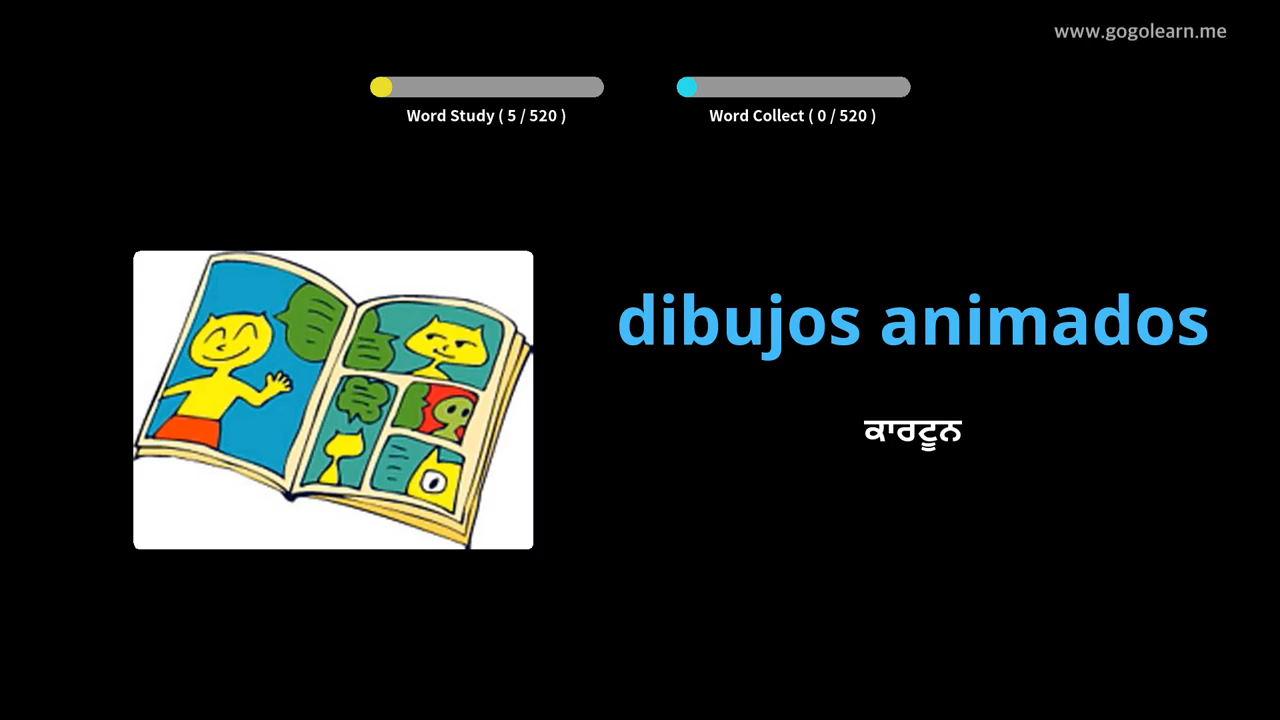 www.gogolearn.me
Word Study ( 5 / 520 )
Word Collect ( 0 / 520 )
dibujos animados
ਕਾਰਟੂਨ